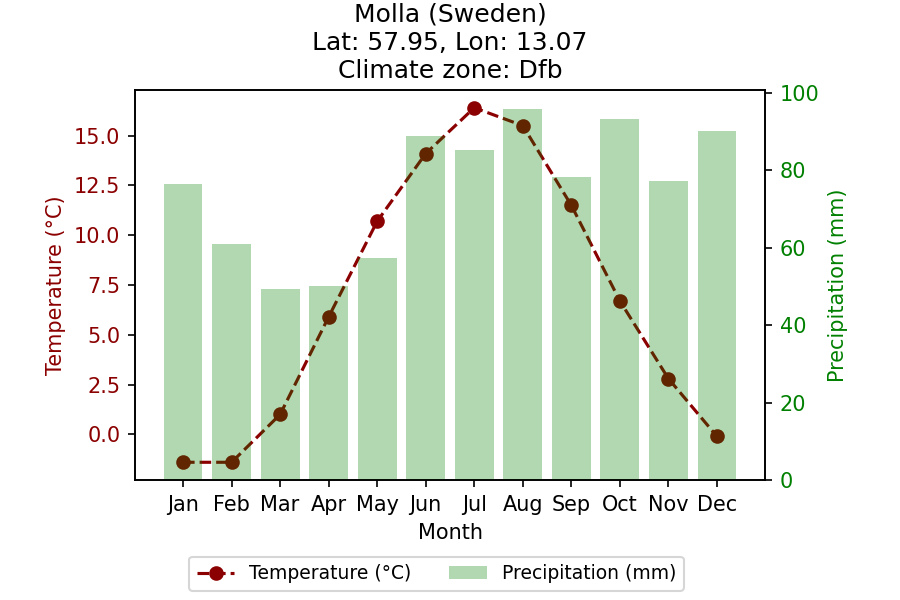 Molla (Sweden)
Lat: 57.95, Lon: 13.07
Climate zone: Dfb
Temperature (°C)
15.0
12.5
10.0
7.5
5.0
2.5
0.0
100
80
60
40
20
0
Precipitation (mm)
Jan Feb Mar Apr May Jun Jul Aug Sep Oct Nov Dec
Month
Temperature (°C) Precipitation (mm)